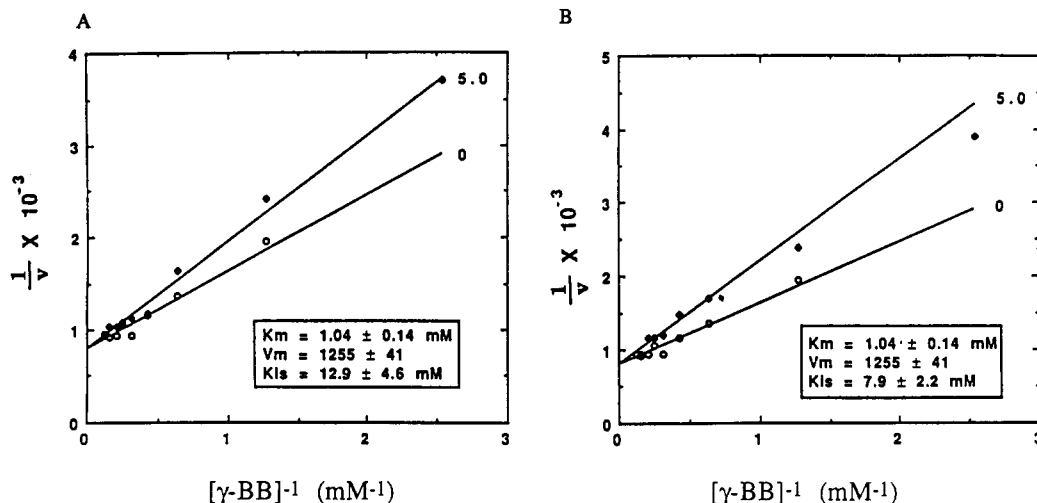 A
4
3
2
1
0
0
1
2
3
1/v X 10-3
5.0
0
Km = 1.04 ± 0.14 mM
Vm = 1255 ± 41
KIs = 12.9 ± 4.6 mM
[γ-BB]-1 (mM-1)
B
5
4
3
2
1
0
0
1
2
3
1/v X 10-3
5.0
0
Km = 1.04 ± 0.14 mM
Vm = 1255 ± 41
KIs = 7.9 ± 2.2 mM
[γ-BB]-1 (mM-1)